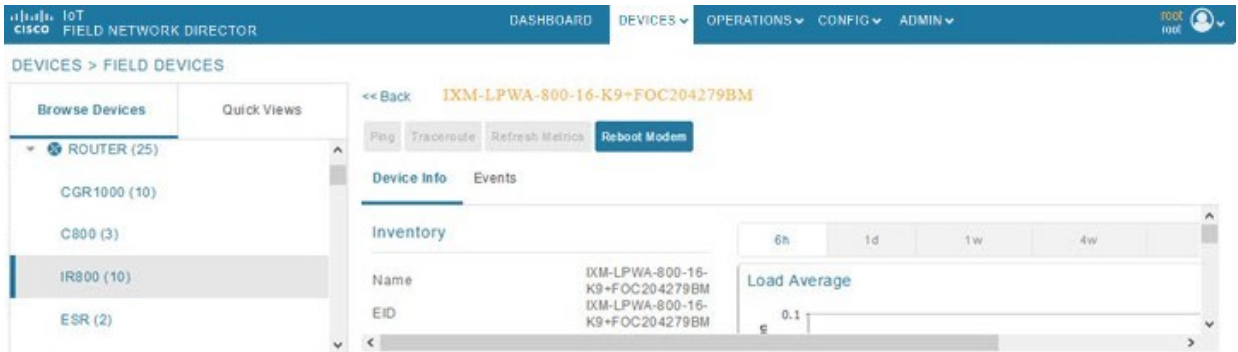 IoT
CISCO FIELD NETWORK DIRECTOR
DASHBOARD DEVICES OPERATIONS CONFIG ADMIN
root
root
DEVICES > FIELD DEVICES
Browse Devices Quick Views
ROUTER (25)
CGR1000 (10)
C800 (3)
IR800 (10)
ESR (2)
<< Back IXM-LPWA-800-16-K9+FOC204279BM
Ping Traceroute Refresh Metrics Reboot Modem
Device Info Events
Inventory
Name IXM-LPWA-800-16-
K9+FOC204279BM
EID IXM-LPWA-800-16-
K9+FOC204279BM
6h 1d 1w 4w
Load Average
0.1